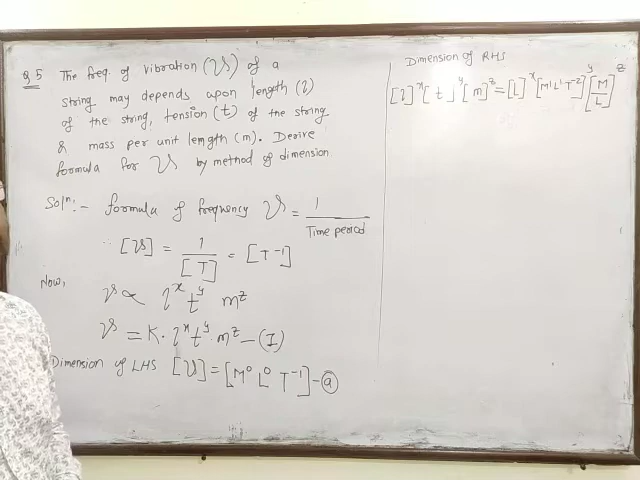 Q5 The freq. of vibration (ν) of a
string may depends upon length (l)
of the string, tension (t) of the string
& mass per unit length (m). Derive
formula for ν by method of dimension.
Soln:- formula of frequency ν = 1/Time period
∴ [ν] = 1/[T] = [T⁻¹]
Now,
ν ∝ l^x t^y m^z
ν = K. l^x t^y. m^z —(I)
Dimension of LHS [ν] = [M⁰ L⁰ T⁻¹] –(a)
Dimension of RHS
[l]^x [t]^y [m]^z = [L]^x [M¹L¹T⁻²]^y [M/L]^z